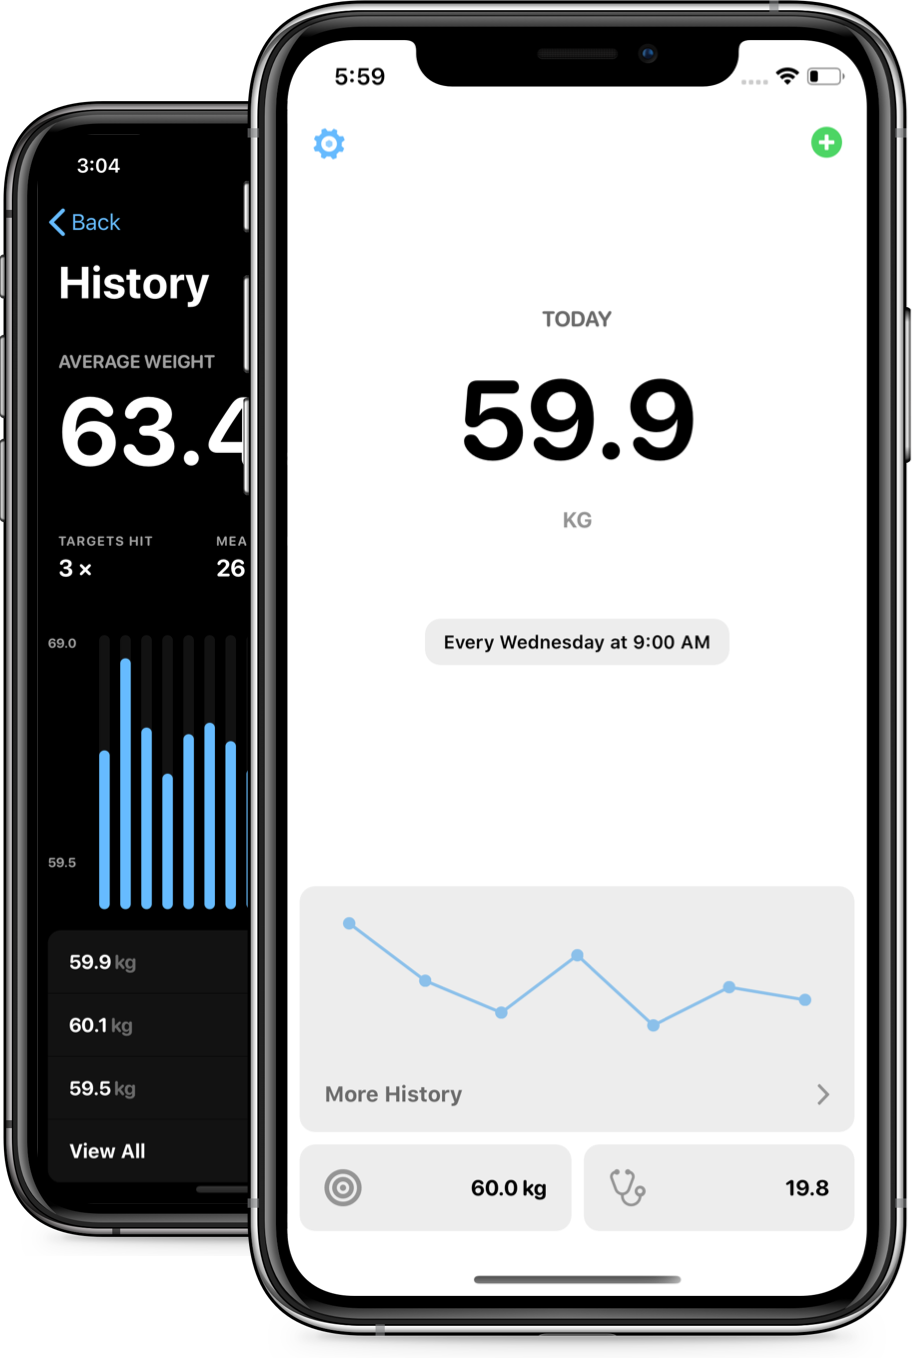 3:04
Back
History
AVERAGE WEIGHT
63.4
TARGETS HIT
3 ×
MEA
26
69.0
59.5
59.9 kg
60.1 kg
59.5 kg
View All
5:59
TODAY
59.9
KG
Every Wednesday at 9:00 AM
More History
60.0 kg
19.8